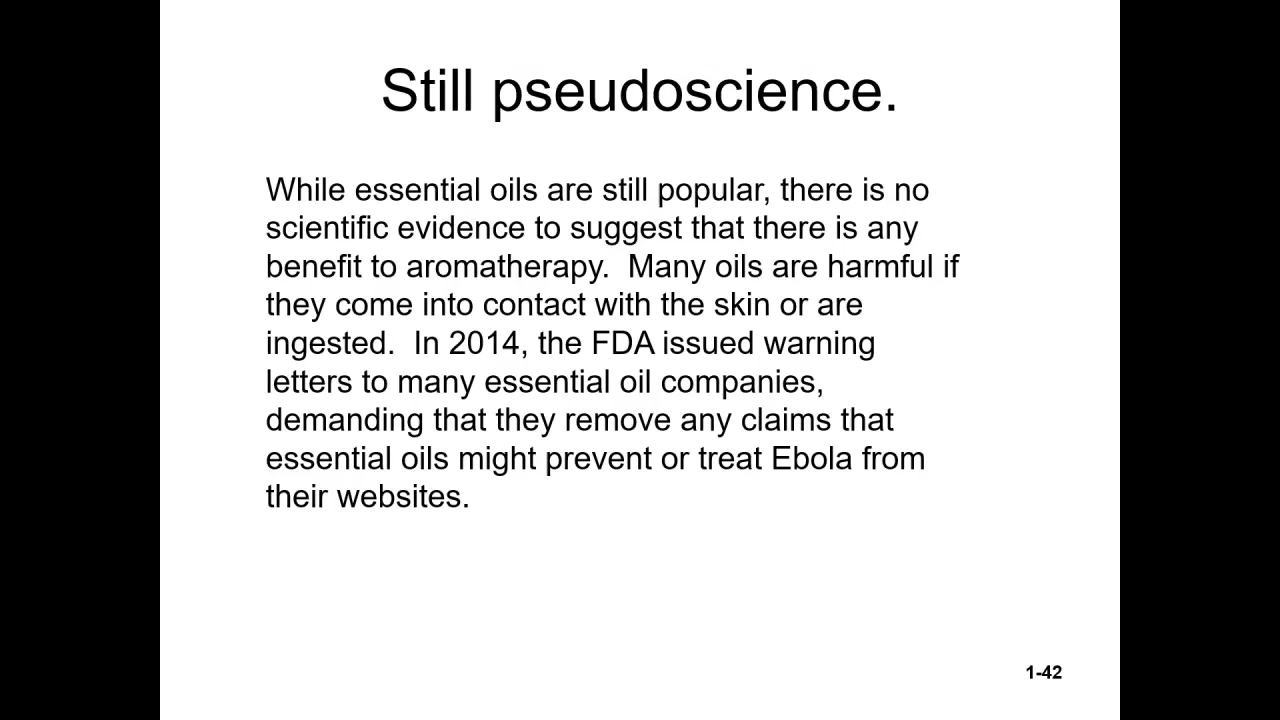 Still pseudoscience.
While essential oils are still popular, there is no
scientific evidence to suggest that there is any
benefit to aromatherapy.  Many oils are harmful if
they come into contact with the skin or are
ingested.  In 2014, the FDA issued warning
letters to many essential oil companies,
demanding that they remove any claims that
essential oils might prevent or treat Ebola from
their websites.
1-42